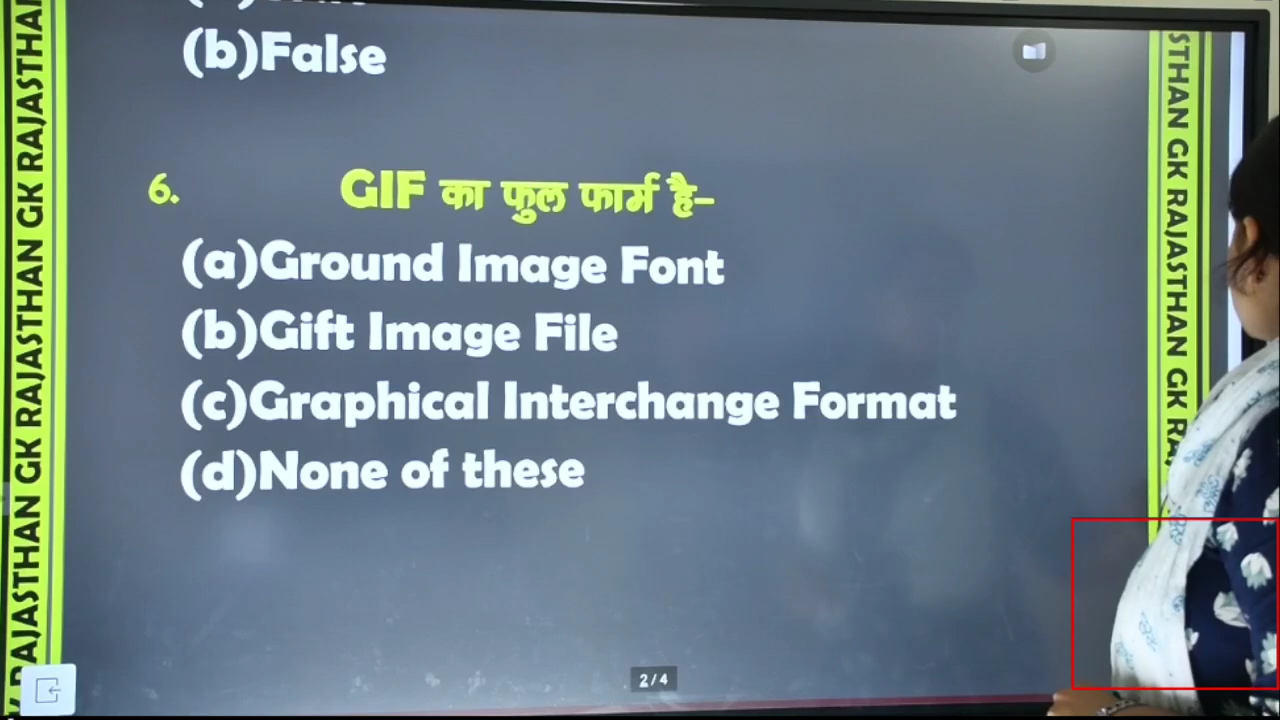 (b)False
6. GIF का फुल फार्म है-
(a)Ground Image Font
(b)Gift Image File
(c)Graphical Interchange Format
(d)None of these
2/4
RAJASTHAN GK RAJASTHAN GK RAJASTHAN
STHAN GK RAJASTHAN GK RA